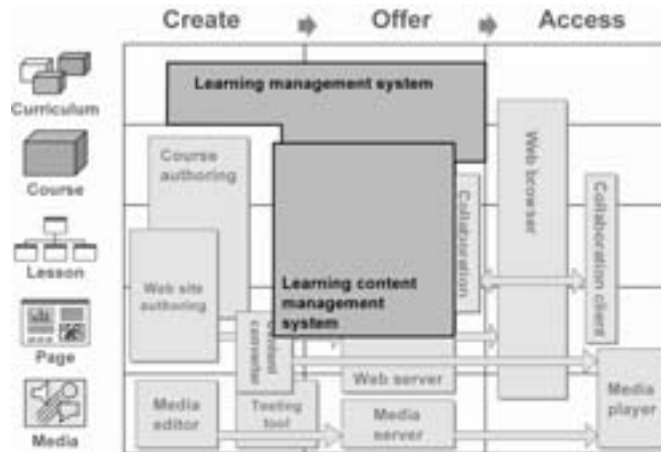 Create
Offer
Access
Curriculum
Course
Lesson
Page
Media
Learning management system
Course
authoring
Web site
authoring
Learning content
management
system
Collaboration
Web browser
Collaboration client
Content
converter
Web server
Media
editor
Testing
tool
Media
server
Media
player